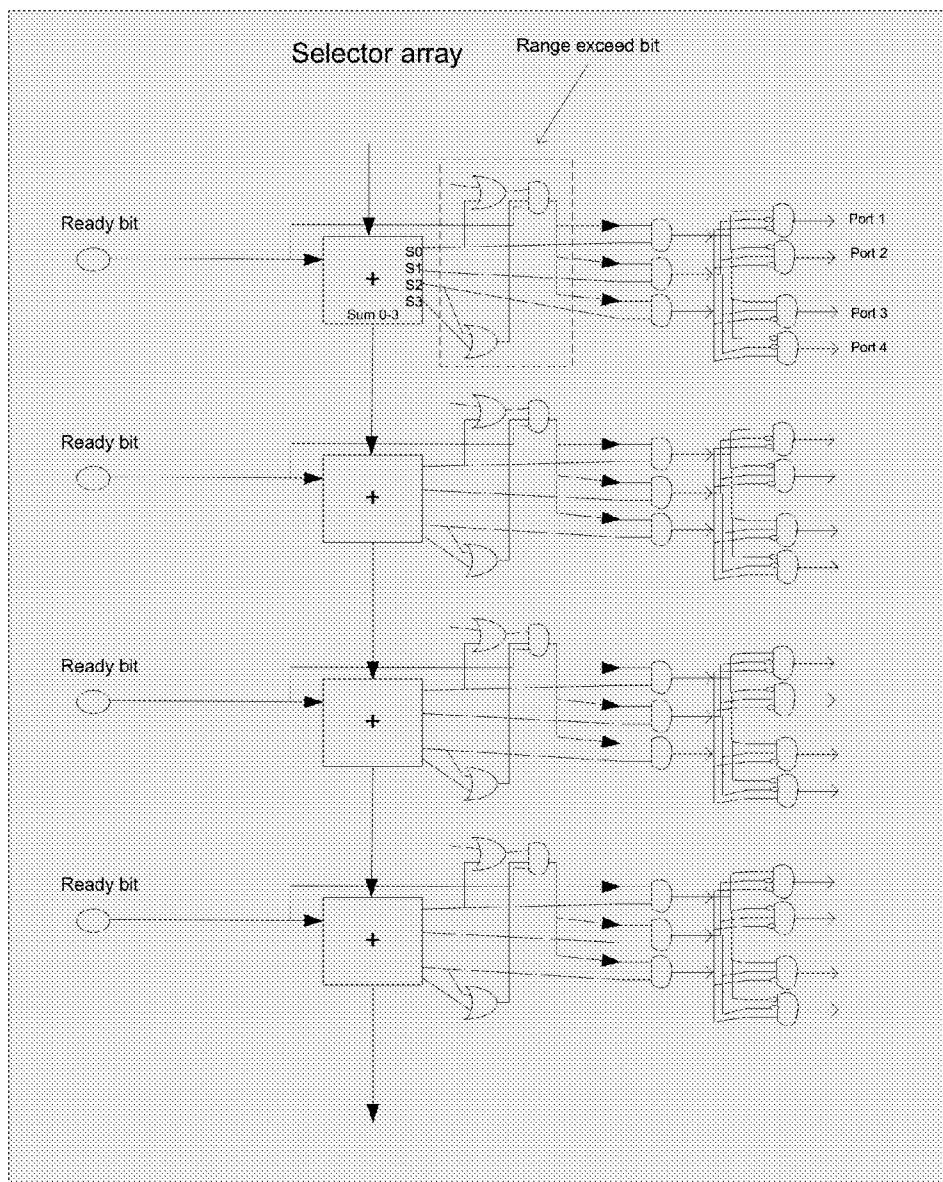 Selector array
Range exceed bit
Ready bit
S0
S1
+
S2
S3
Sum 0-3
Port 1
Port 2
Port 3
Port 4
Ready bit
+
Ready bit
+
Ready bit
+